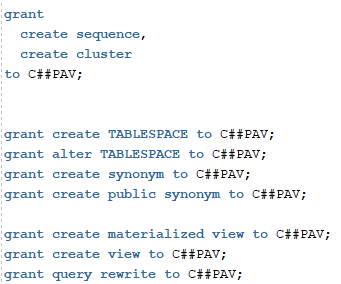 grant
create sequence,
create cluster
to C##PAV;
grant create TABLESPACE to C##PAV;
grant alter TABLESPACE to C##PAV;
grant create synonym to C##PAV;
grant create public synonym to C##PAV;
grant create materialized view to C##PAV;
grant create view to C##PAV;
grant query rewrite to C##PAV;